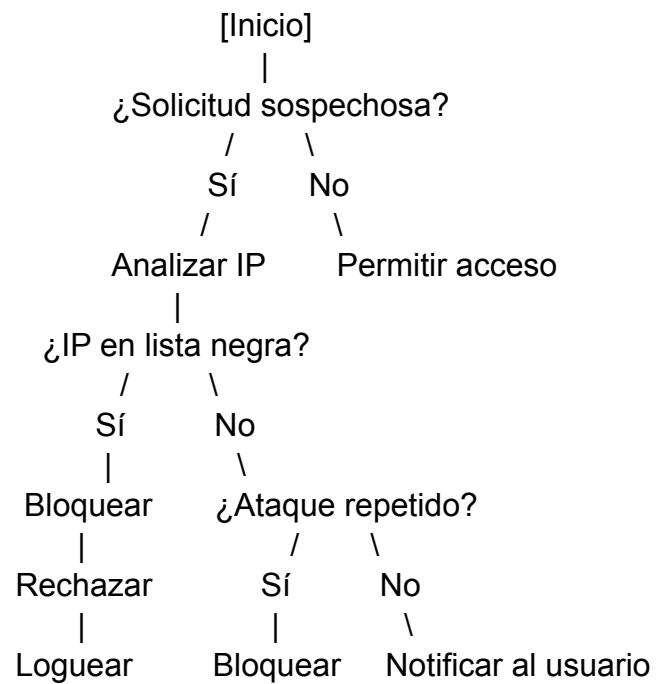 [Inicio]
|
¿Solicitud sospechosa?
/ \
Sí No
/ \
Analizar IP Permitir acceso
|
¿IP en lista negra?
/ \
Sí No
| \
Bloquear ¿Ataque repetido?
| / \
Rechazar Sí No
| | \
Loguear Bloquear Notificar al usuario